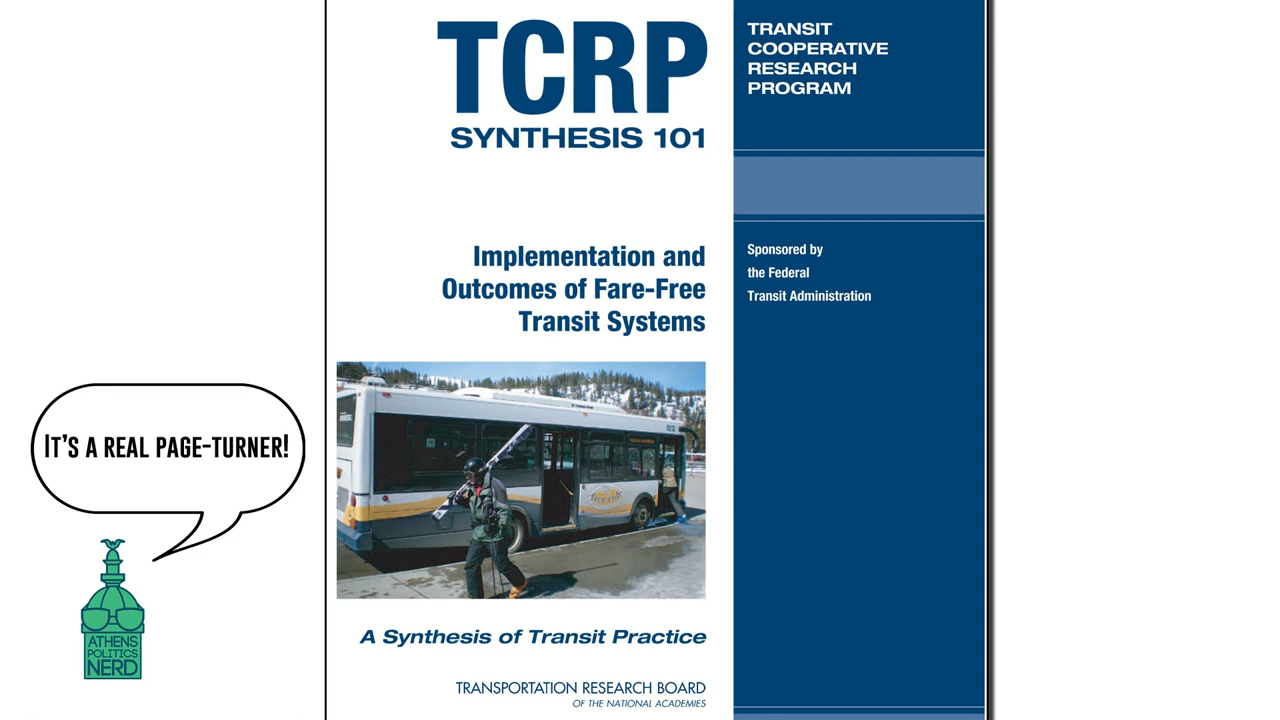 TCRP
SYNTHESIS 101
TRANSIT
COOPERATIVE
RESEARCH
PROGRAM
Implementation and
Outcomes of Fare-Free
Transit Systems
Sponsored by
the Federal
Transit Administration
IT'S A REAL PAGE-TURNER!
ATHENS
POLITICS
NERD
A Synthesis of Transit Practice
TRANSPORTATION RESEARCH BOARD
OF THE NATIONAL ACADEMIES